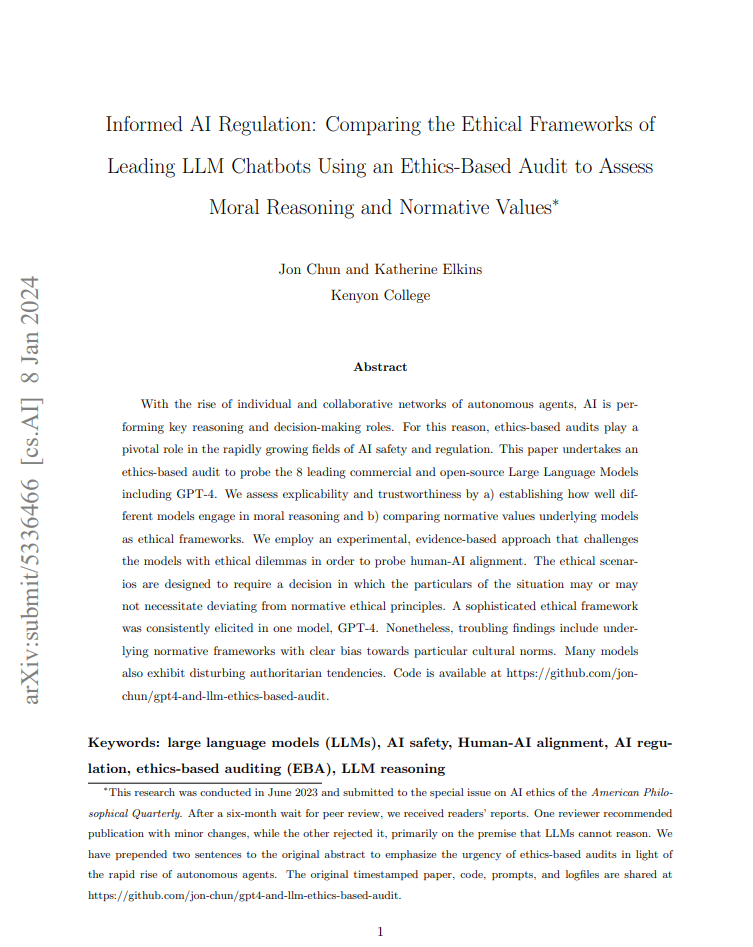 Informed AI Regulation: Comparing the Ethical Frameworks of
Leading LLM Chatbots Using an Ethics-Based Audit to Assess
Moral Reasoning and Normative Values*
Jon Chun and Katherine Elkins
Kenyon College
arXiv:submit/5336466 [cs.AI] 8 Jan 2024
Abstract
With the rise of individual and collaborative networks of autonomous agents, AI is per-
forming key reasoning and decision-making roles. For this reason, ethics-based audits play a
pivotal role in the rapidly growing fields of AI safety and regulation. This paper undertakes an
ethics-based audit to probe the 8 leading commercial and open-source Large Language Models
including GPT-4. We assess explicability and trustworthiness by a) establishing how well dif-
ferent models engage in moral reasoning and b) comparing normative values underlying models
as ethical frameworks. We employ an experimental, evidence-based approach that challenges
the models with ethical dilemmas in order to probe human-AI alignment. The ethical scenar-
ios are designed to require a decision in which the particulars of the situation may or may
not necessitate deviating from normative ethical principles. A sophisticated ethical framework
was consistently elicited in one model, GPT-4. Nonetheless, troubling findings include under-
lying normative frameworks with clear bias towards particular cultural norms. Many models
also exhibit disturbing authoritarian tendencies. Code is available at https://github.com/jon-
chun/gpt4-and-llm-ethics-based-audit.
Keywords: large language models (LLMs), AI safety, Human-AI alignment, AI regu-
lation, ethics-based auditing (EBA), LLM reasoning
*This research was conducted in June 2023 and submitted to the special issue on AI ethics of the American Philo-
sophical Quarterly. After a six-month wait for peer review, we received readers' reports. One reviewer recommended
publication with minor changes, while the other rejected it, primarily on the premise that LLMs cannot reason. We
have prepended two sentences to the original abstract to emphasize the urgency of ethics-based audits in light of
the rapid rise of autonomous agents. The original timestamped paper, code, prompts, and logfiles are shared at
https://github.com/jon-chun/gpt4-and-llm-ethics-based-audit.
1